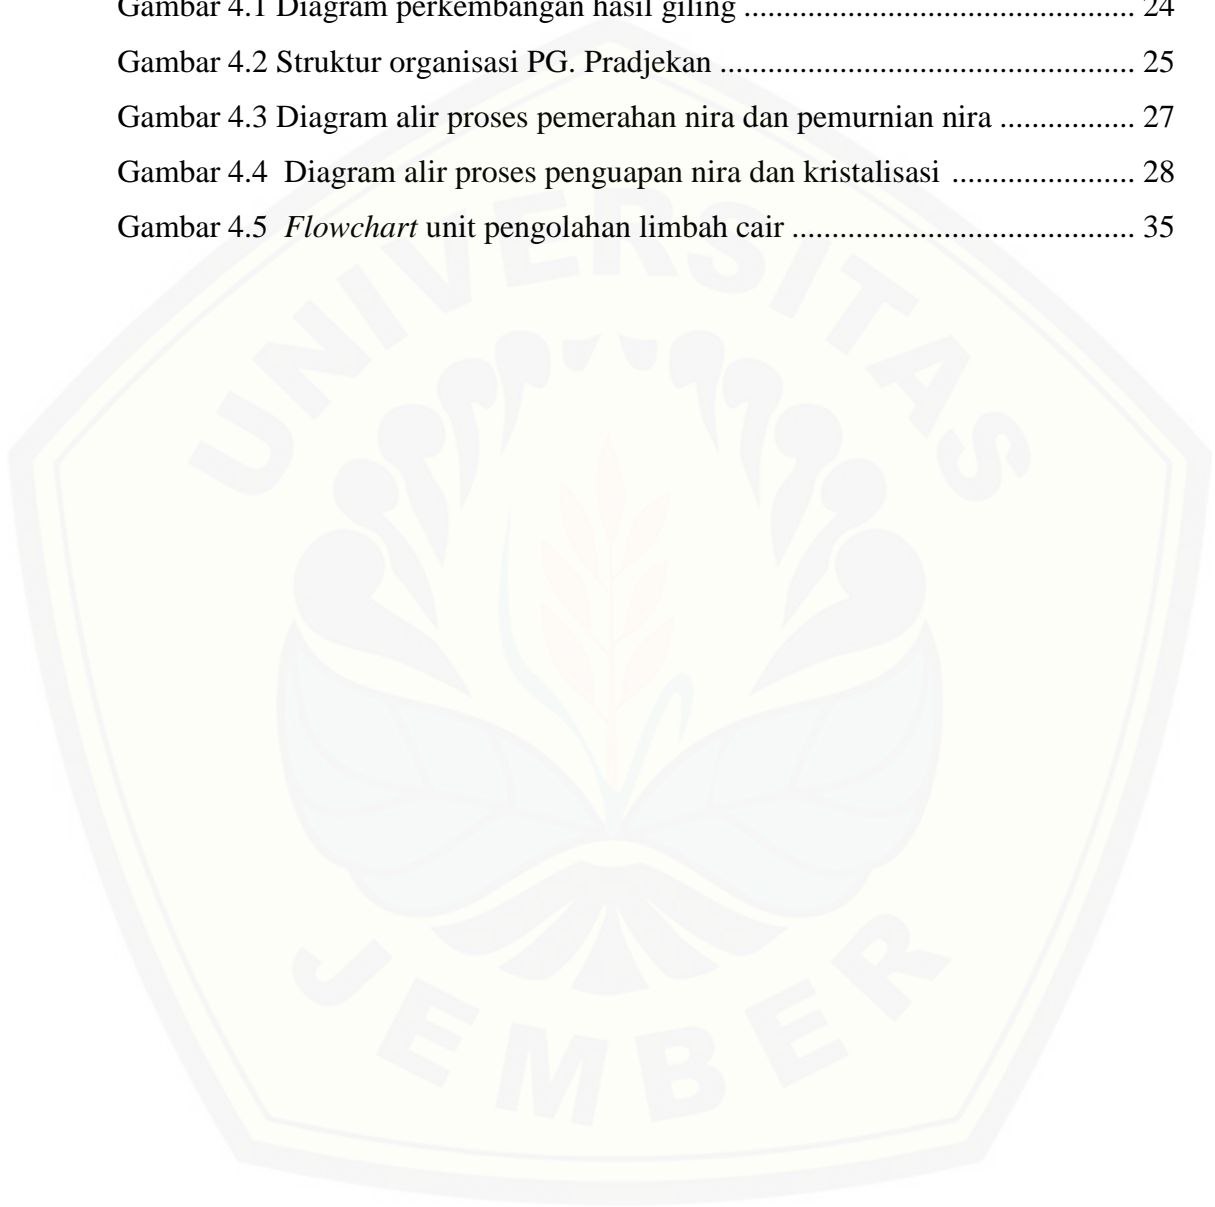 Gambar 4.1 Diagram perkembangan hasil giling ................................................. 24
Gambar 4.2 Struktur organisasi PG. Pradjekan .................................................... 25
Gambar 4.3 Diagram alir proses pemerahan nira dan pemurnian nira ................. 27
Gambar 4.4 Diagram alir proses penguapan nira dan kristalisasi ....................... 28
Gambar 4.5 Flowchart unit pengolahan limbah cair ........................................... 35
UNIVERSITAS
JEMBER